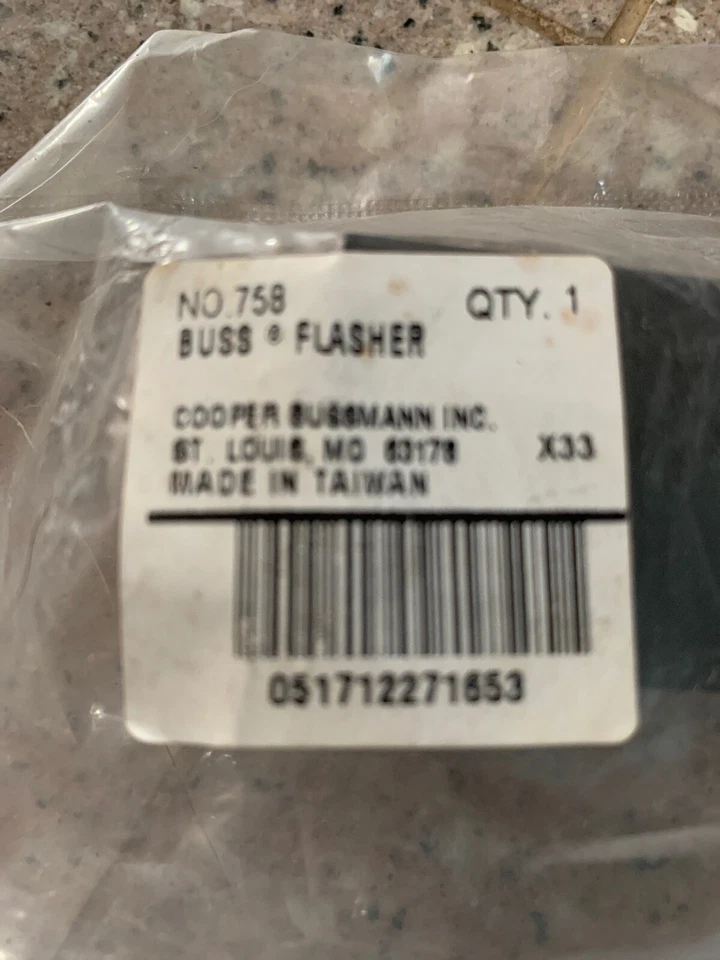 NO.758 QTY. 1
BUSS ® FLASHER
COOPER BUSSMANN INC.
ST. LOUIS, MO 63178 X33
MADE IN TAIWAN
051712271653